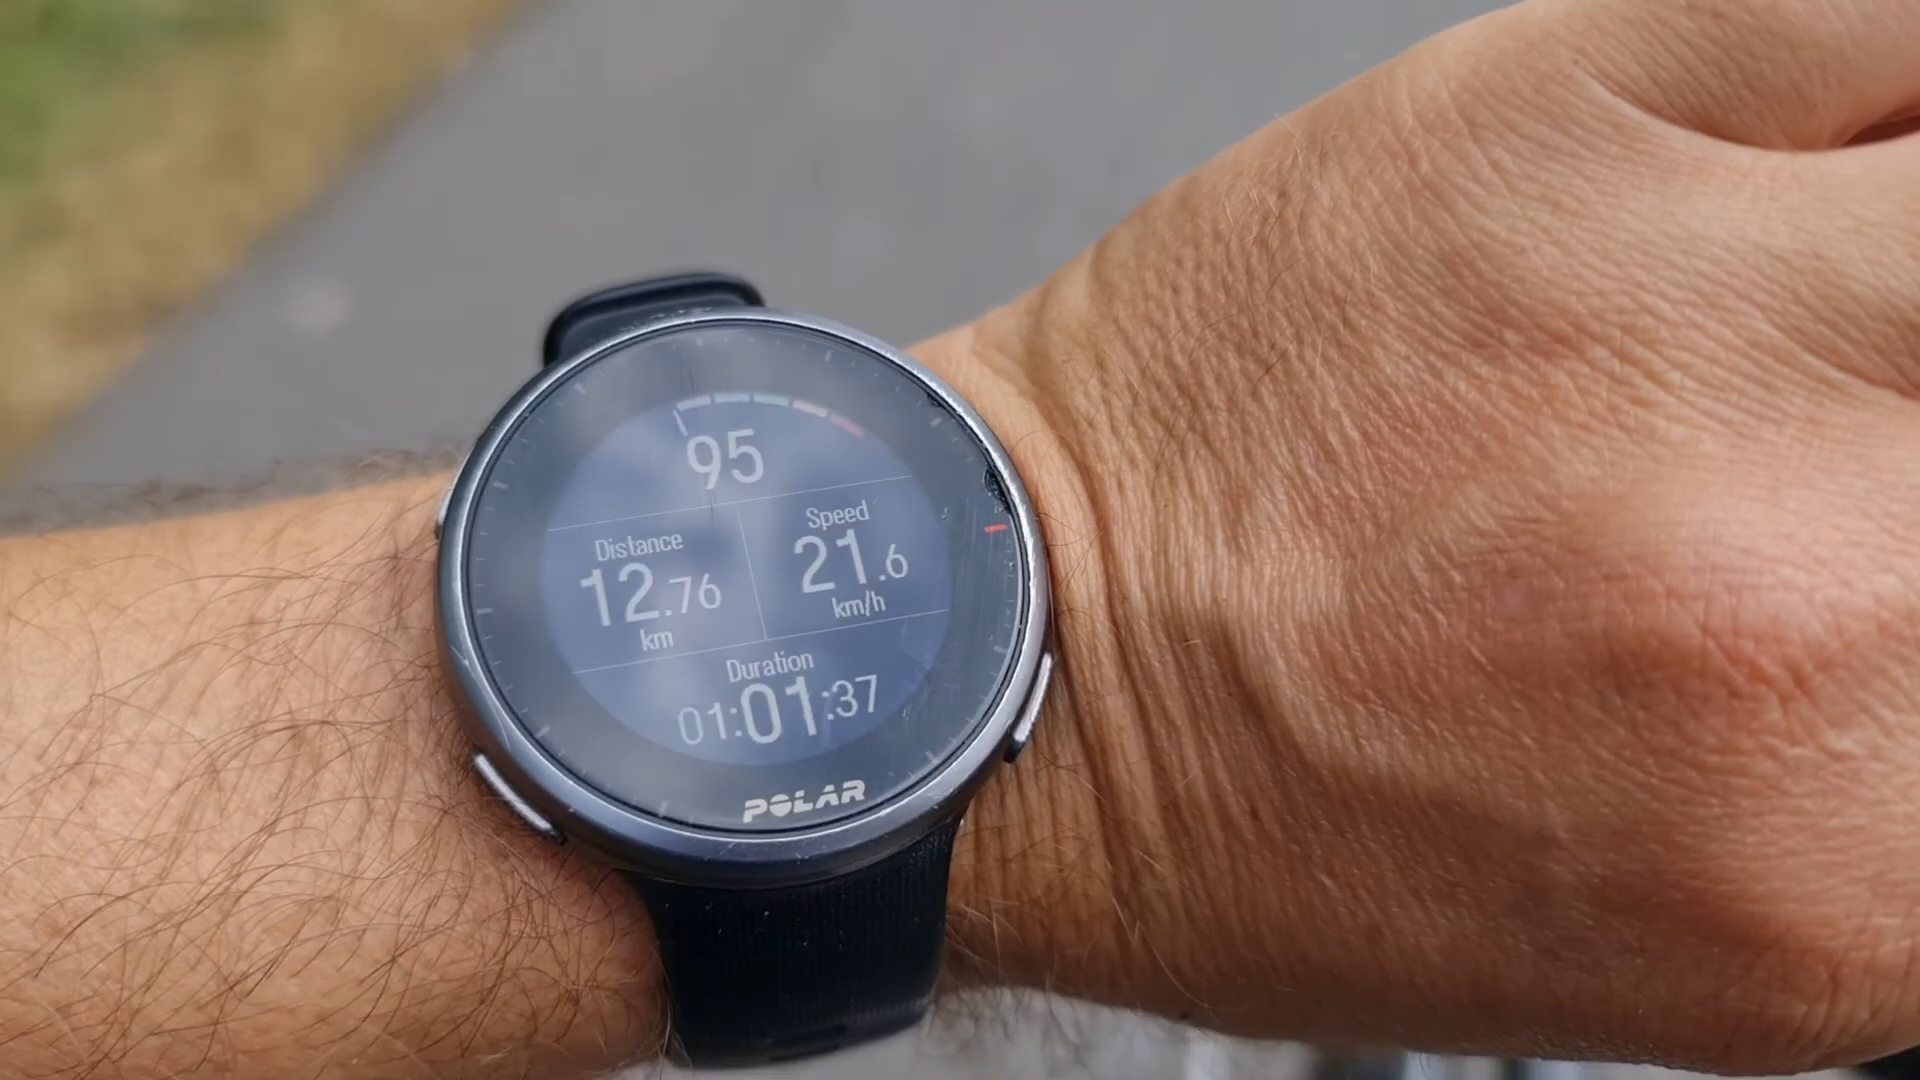 95
Distance
12.76
km
Speed
21.6
km/h
Duration
01:01:37
POLAR